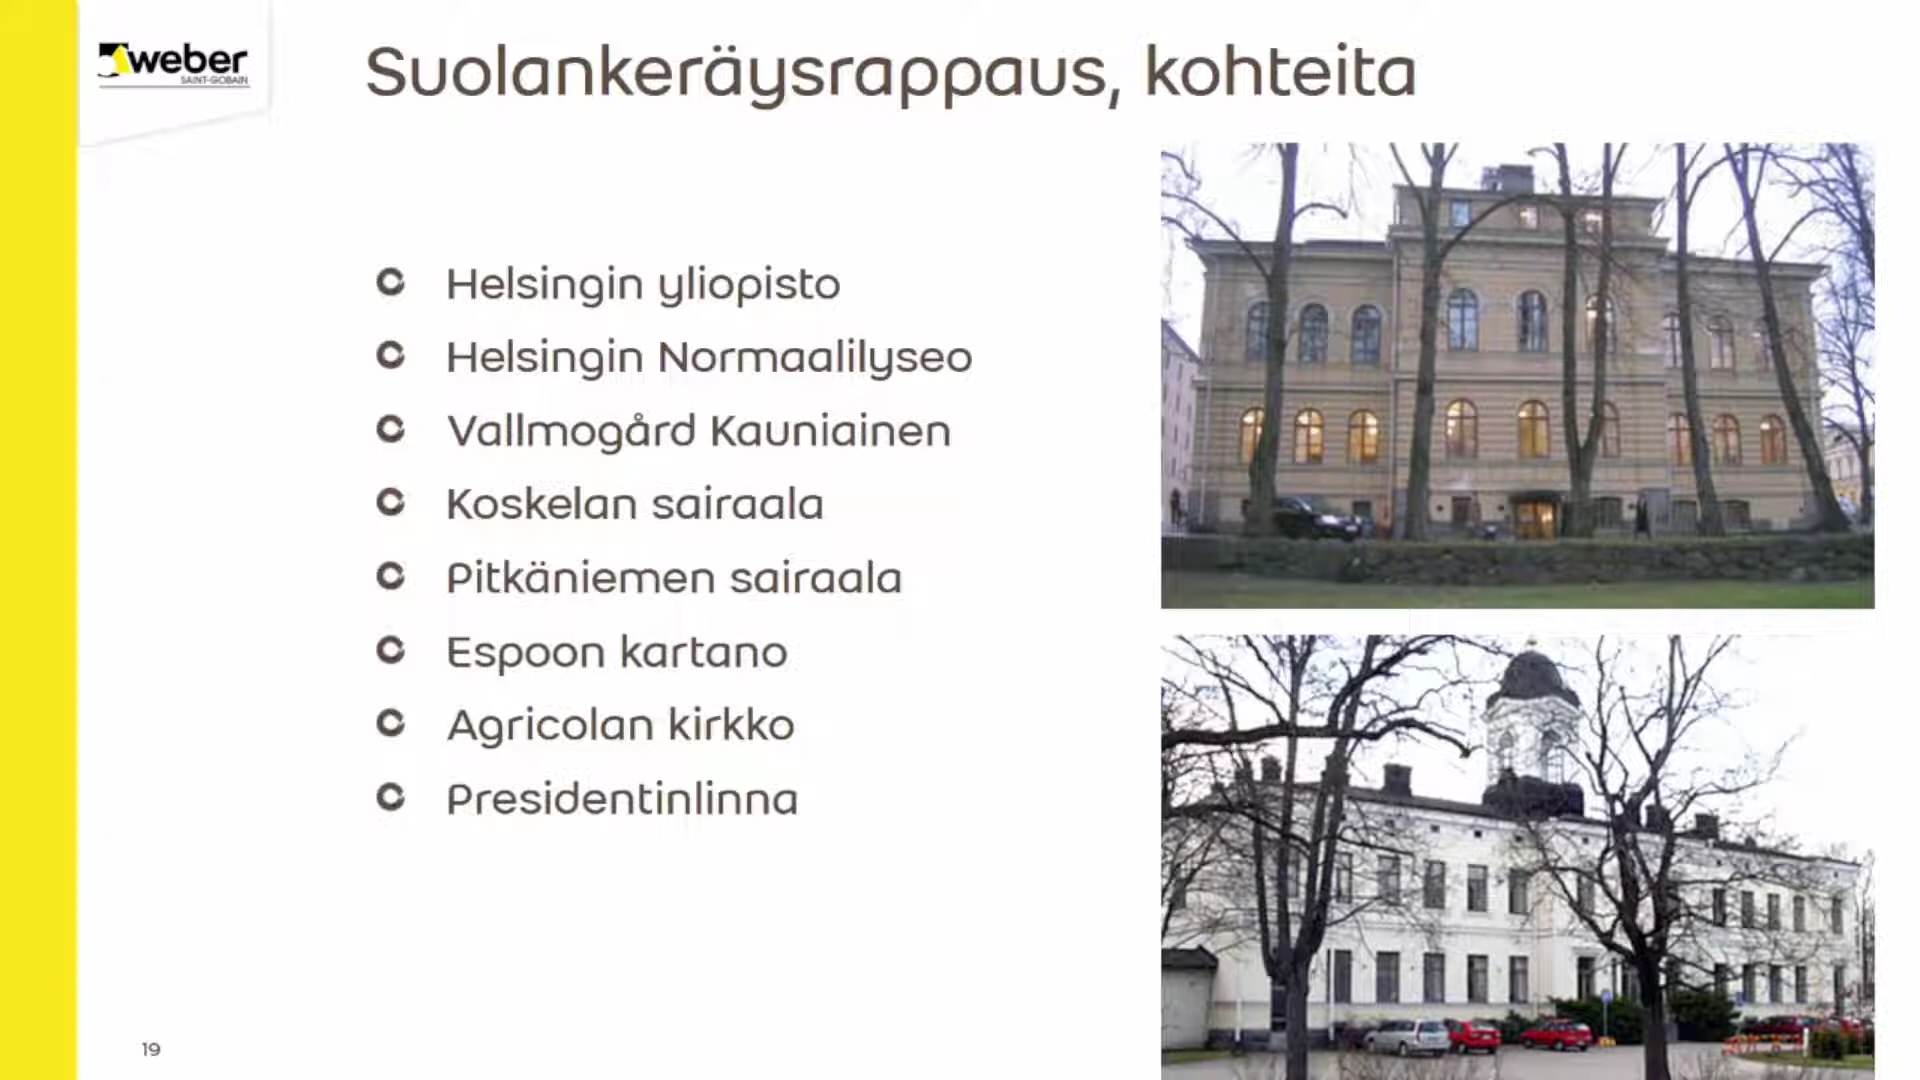 weber
SAINT-GOBAIN
Suolankeräysrappaus, kohteita
Helsingin yliopisto
Helsingin Normaalilyseo
Vallmogård Kauniainen
Koskelan sairaala
Pitkäniemen sairaala
Espoon kartano
Agricolan kirkko
Presidentinlinna
19